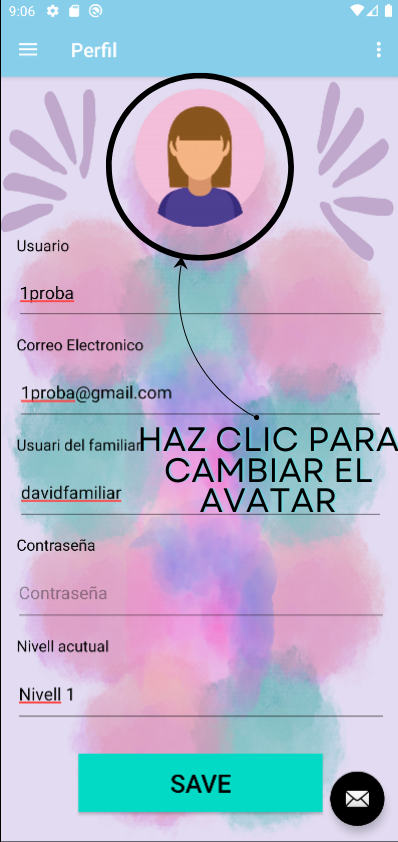 9:06
Perfil
Usuario
1proba
Correo Electronico
1proba@gmail.com
Usuari del familiar
HAZ CLIC PARA
CAMBIAR EL
AVATAR
davidfamiliar
Contraseña
Contraseña
Nivell acutual
Nivell 1
SAVE